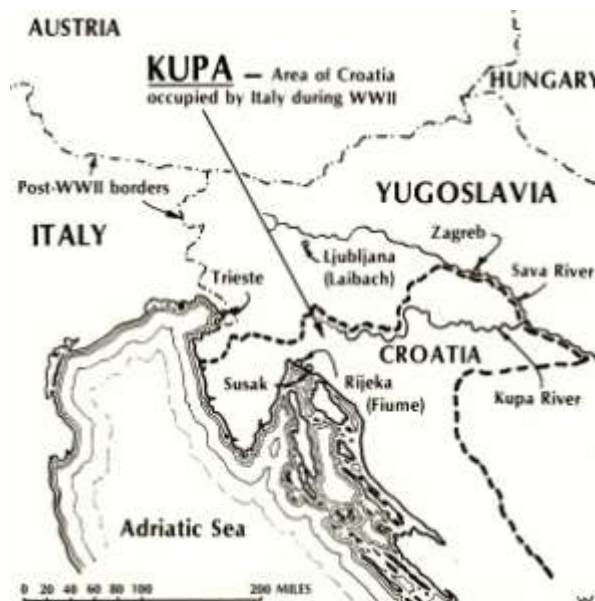 AUSTRIA
KUPA – Area of Croatia
occupied by Italy during WWII
HUNGARY
Post-WWII borders
YUGOSLAVIA
ITALY
Zagreb
Ljubljana
(Laibach)
Sava River
Trieste
CROATIA
Susak
Rijeka
(Fiume)
Kupa River
Adriatic Sea
0 20 40 60 80 100 200 MILES